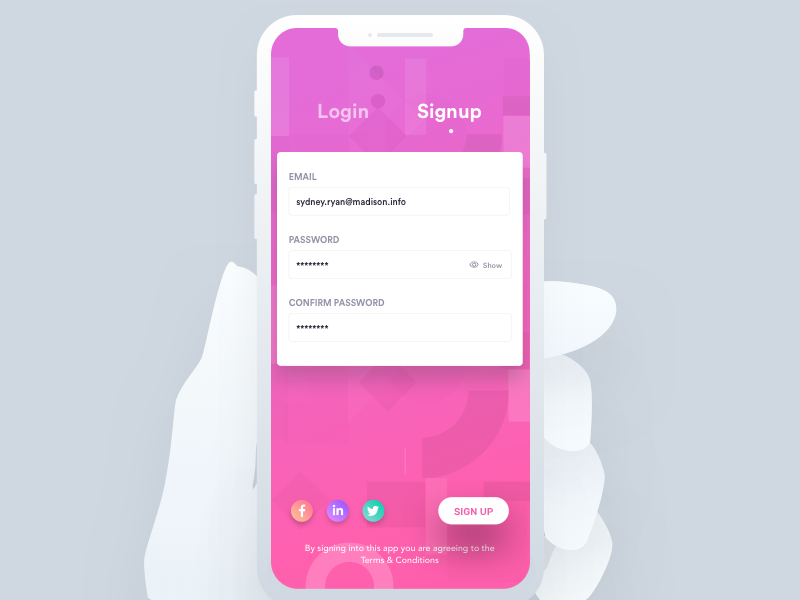 Login Signup
EMAIL
sydney.ryan@madison.info
PASSWORD
******** Show
CONFIRM PASSWORD
********
f in SIGN UP
By signing into this app you are agreeing to the
Terms & Conditions